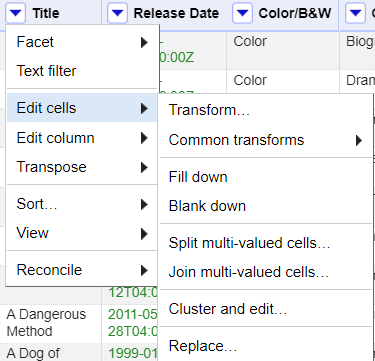 Title Release Date Color/B&W
Facet
0:00Z Color
Text filter
Color
Edit cells
Transform...
Edit column
Common transforms
Transpose
Fill down
Sort...
Blank down
View
Split multi-valued cells...
Reconcile
Join multi-valued cells...
12T04:0
A Dangerous 2011-05
Method 28T04:0
Cluster and edit...
A Dog of 1999-01
Replace...